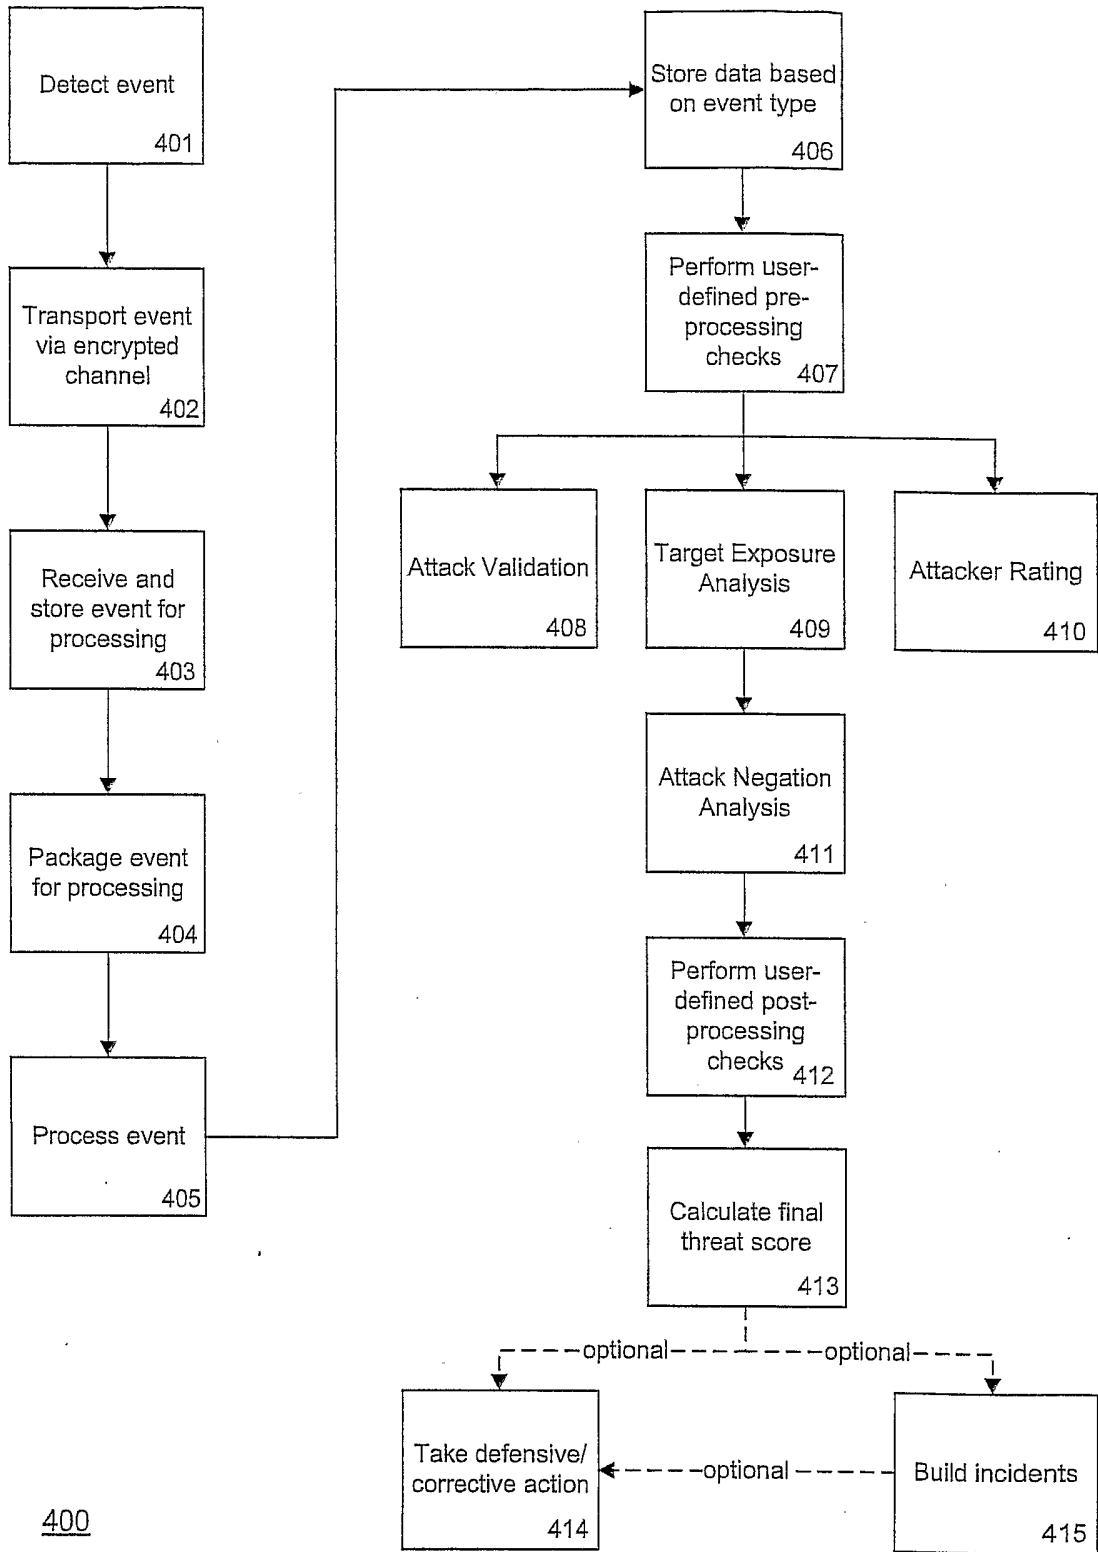 Detect event
401
Transport event
via encrypted
channel
402
Receive and
store event for
processing
403
Package event
for processing
404
Process event
405
Store data based
on event type
406
Perform user-
defined pre-
processing
checks
407
Attack Validation
408
Target Exposure
Analysis
409
Attacker Rating
410
Attack Negation
Analysis
411
Perform user-
defined post-
processing
checks
412
Calculate final
threat score
413
optional
optional
Take defensive/
corrective action
414
optional
Build incidents
415
400